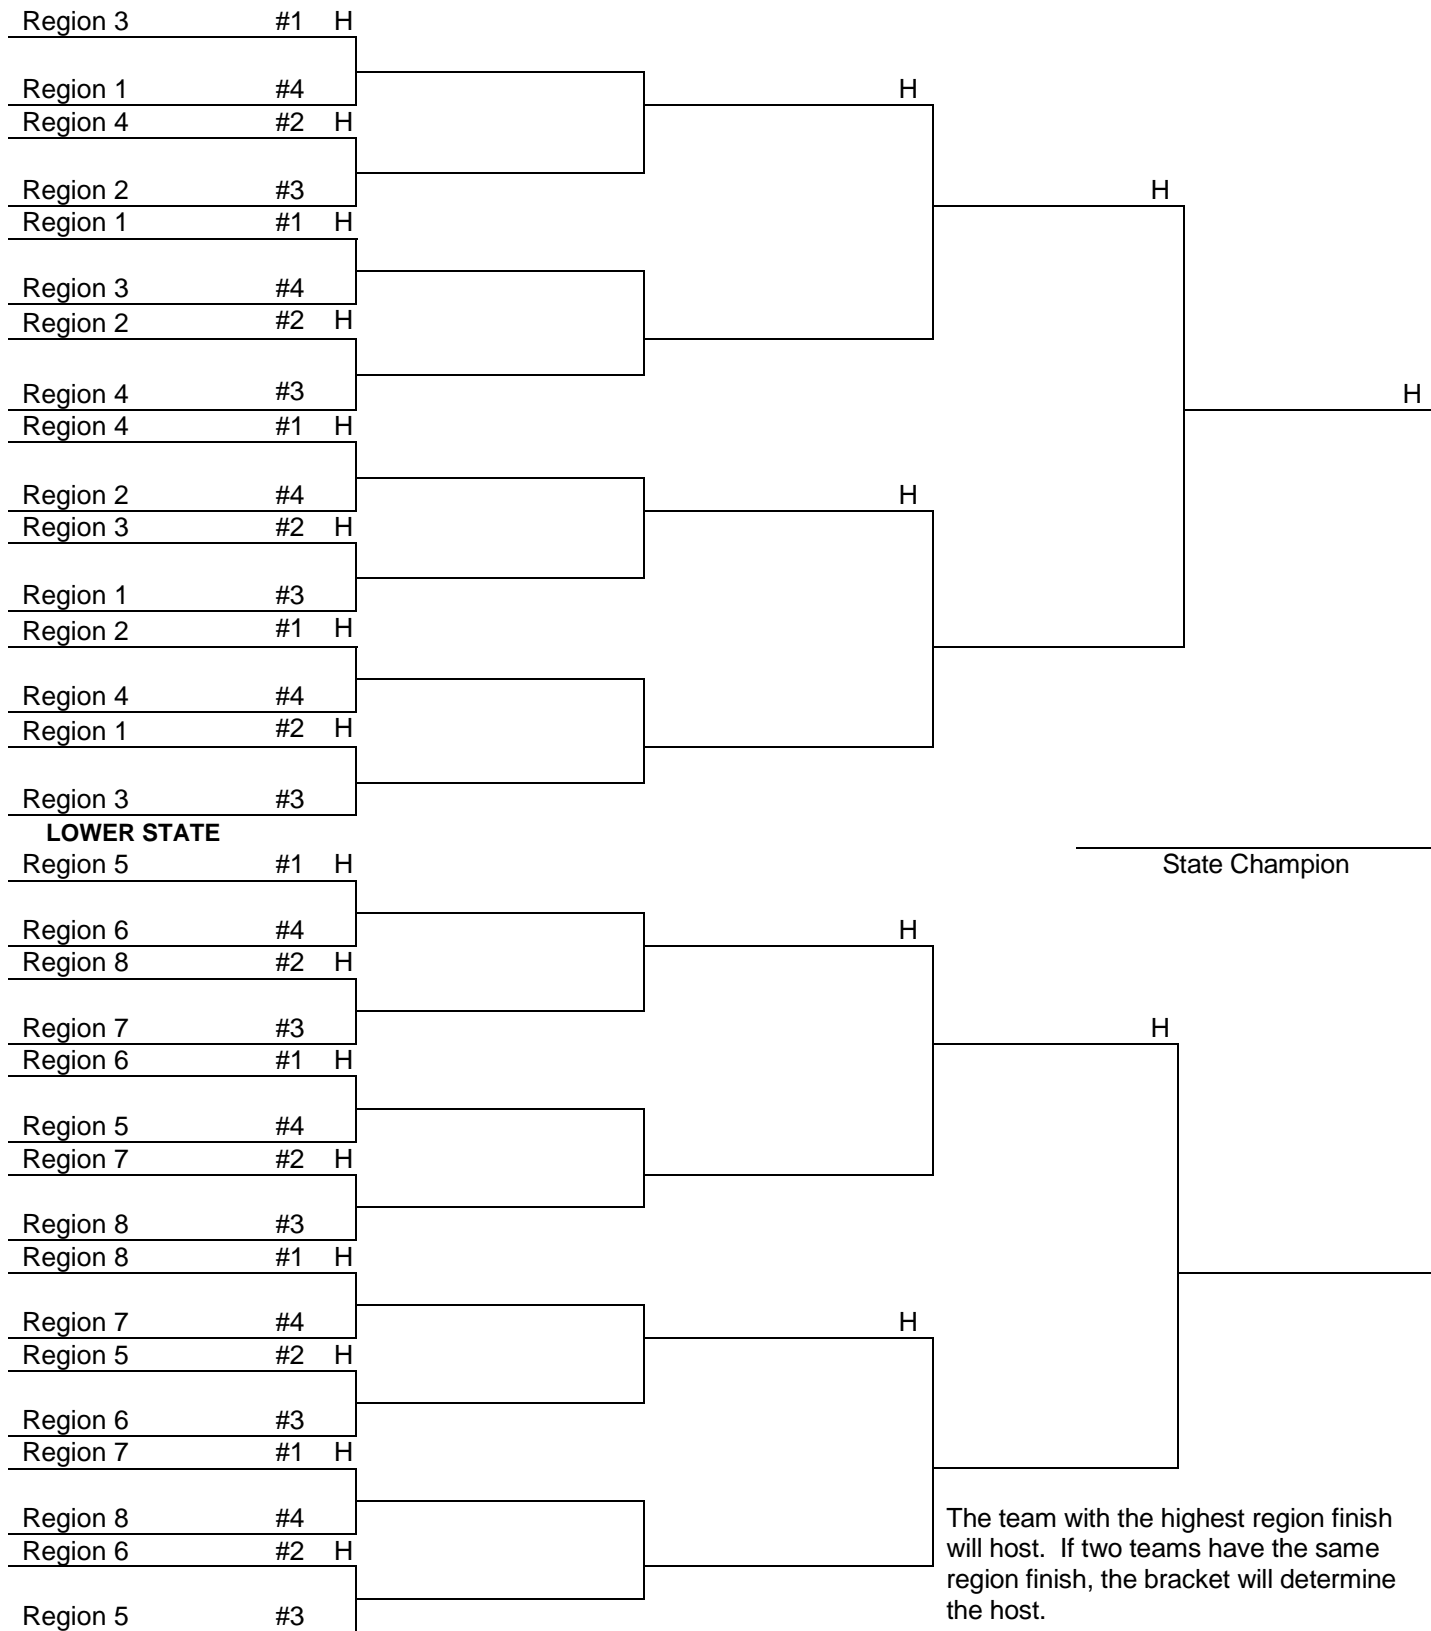 Region 3 #1 H
Region 1 #4 H
Region 4 #2 H
Region 2 #3 H
Region 1 #1 H
Region 3 #4
Region 2 #2 H
Region 4 #3 H
Region 4 #1 H
Region 2 #4 H
Region 3 #2 H
Region 1 #3
Region 2 #1 H
Region 4 #4
Region 1 #2 H
Region 3 #3
LOWER STATE
Region 5 #1 H State Champion
Region 6 #4 H
Region 8 #2 H
Region 7 #3 H
Region 6 #1 H
Region 5 #4
Region 7 #2 H
Region 8 #3
Region 8 #1 H
Region 7 #4 H
Region 5 #2 H
Region 6 #3
Region 7 #1 H
Region 8 #4
Region 6 #2 H
Region 5 #3
The team with the highest region finish
will host. If two teams have the same
region finish, the bracket will determine
the host.